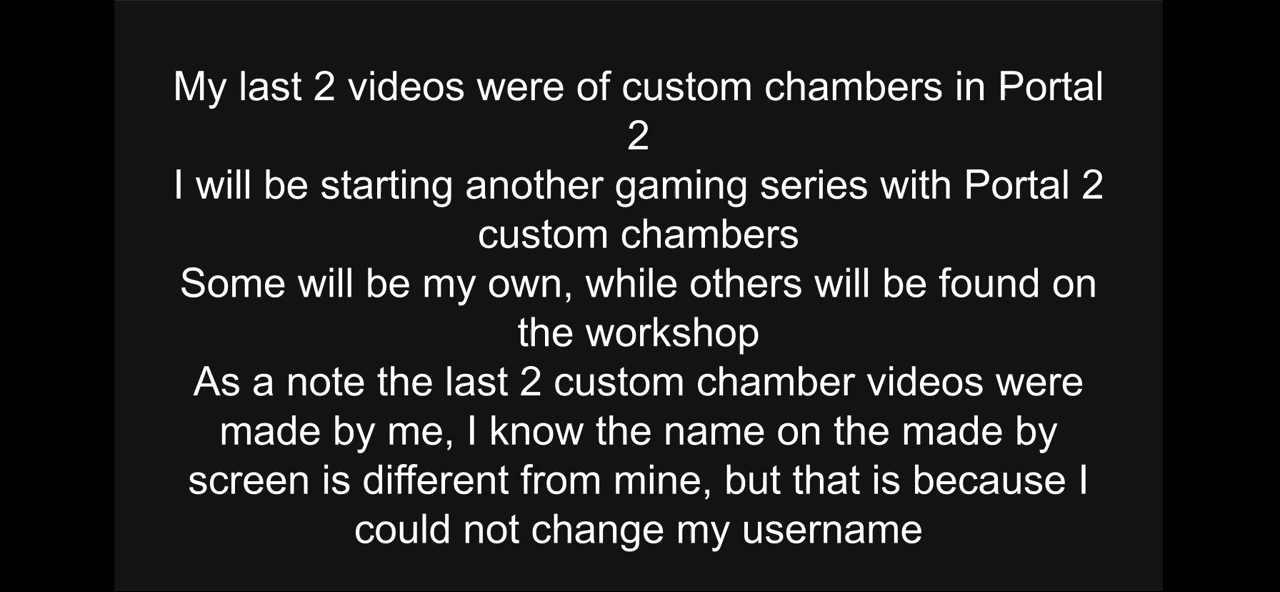 My last 2 videos were of custom chambers in Portal
2
I will be starting another gaming series with Portal 2
custom chambers
Some will be my own, while others will be found on
the workshop
As a note the last 2 custom chamber videos were
made by me, I know the name on the made by
screen is different from mine, but that is because I
could not change my username